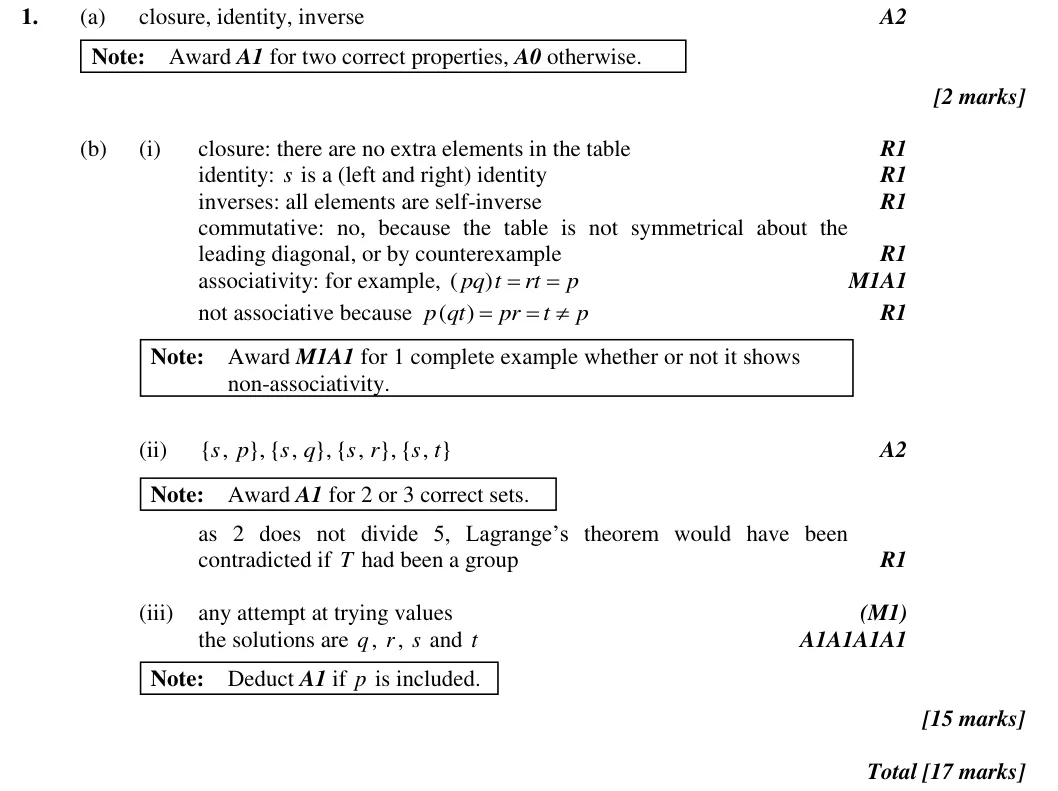 1. (a) closure, identity, inverse A2
Note: Award A1 for two correct properties, A0 otherwise.
[2 marks]
(b) (i) closure: there are no extra elements in the table R1
identity: s is a (left and right) identity R1
inverses: all elements are self-inverse R1
commutative: no, because the table is not symmetrical about the
leading diagonal, or by counterexample R1
associativity: for example, (pq)t = rt = p M1A1
not associative because p(qt) = pr = t ≠ p R1
Note: Award M1A1 for 1 complete example whether or not it shows
non-associativity.
(ii) {s, p}, {s, q}, {s, r}, {s, t} A2
Note: Award A1 for 2 or 3 correct sets.
as 2 does not divide 5, Lagrange's theorem would have been
contradicted if T had been a group R1
(iii) any attempt at trying values (M1)
the solutions are q, r, s and t A1A1A1A1
Note: Deduct A1 if p is included.
[15 marks]
Total [17 marks]